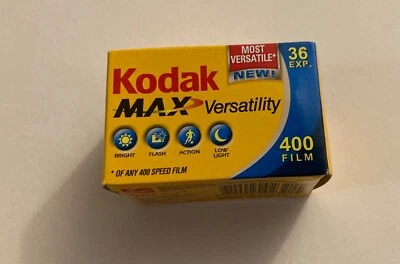 MOST
VERSATILE*
NEW!
36
EXP.
Kodak
MAX Versatility
BRIGHT FLASH ACTION LOW LIGHT
400
FILM
* OF ANY 400 SPEED FILM